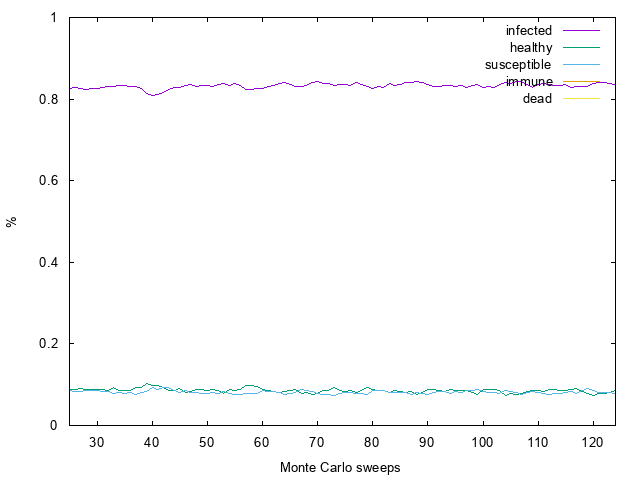 1
0.8
0.6
0.4
0.2
0
%
infected
healthy
susceptible
immune
dead
30 40 50 60 70 80 90 100 110 120
Monte Carlo sweeps